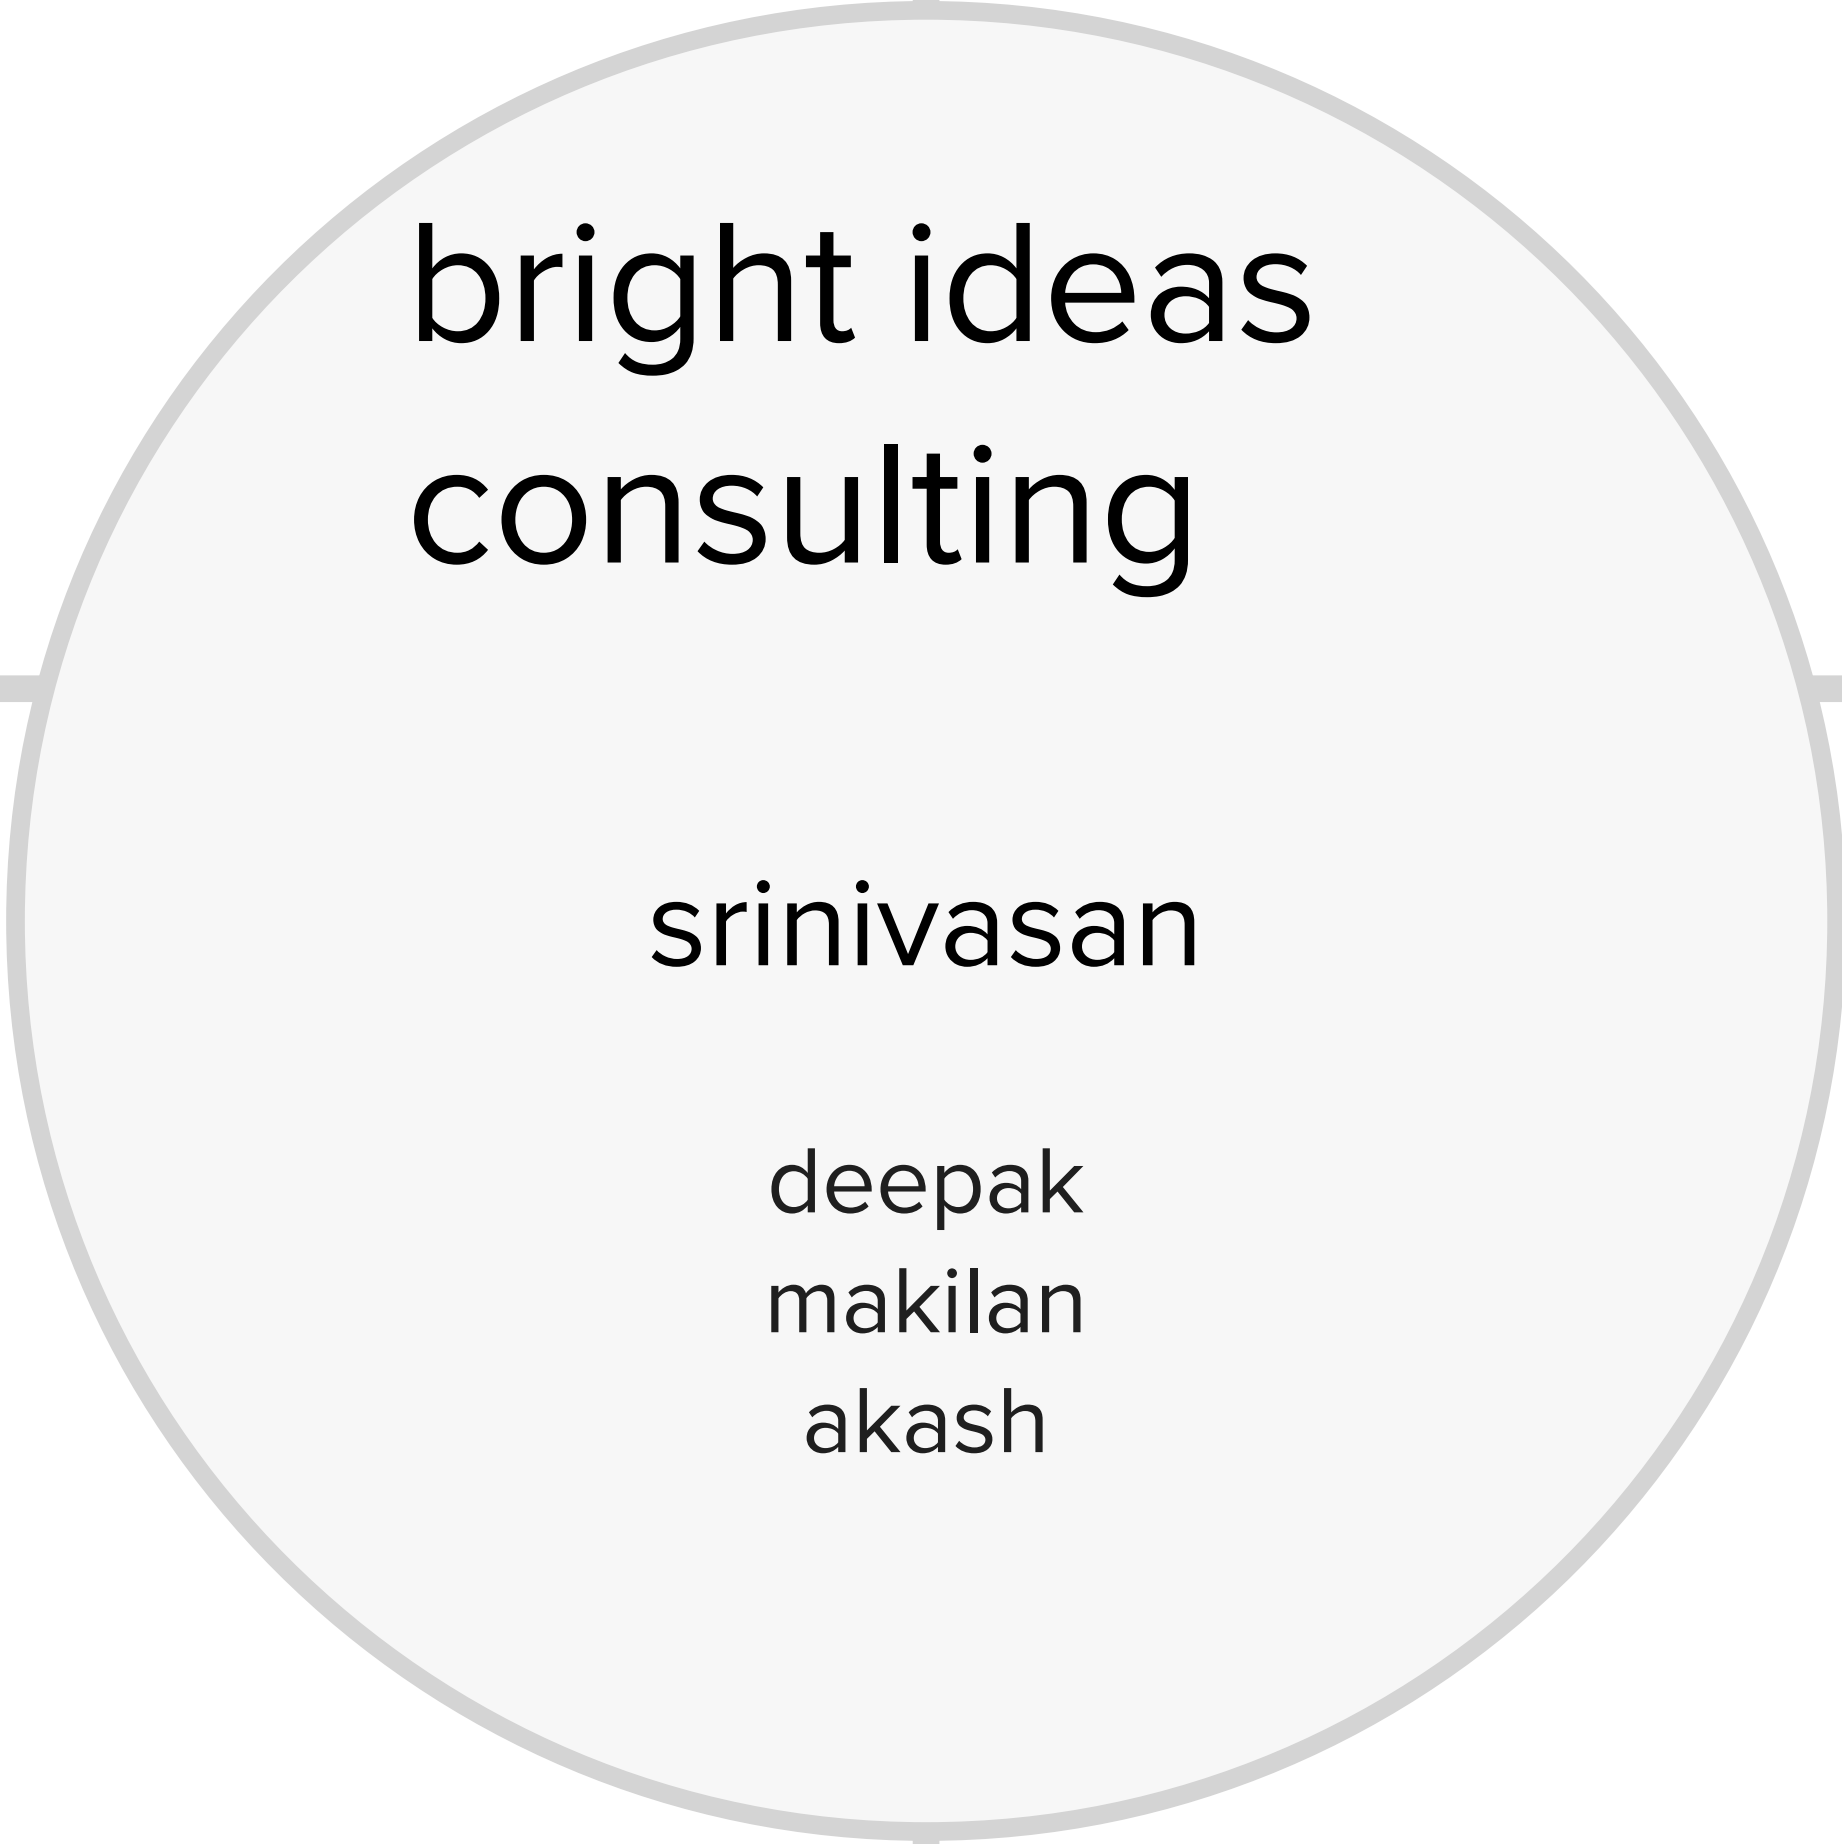 bright ideas
consulting
srinivasan
deepak
makilan
akash